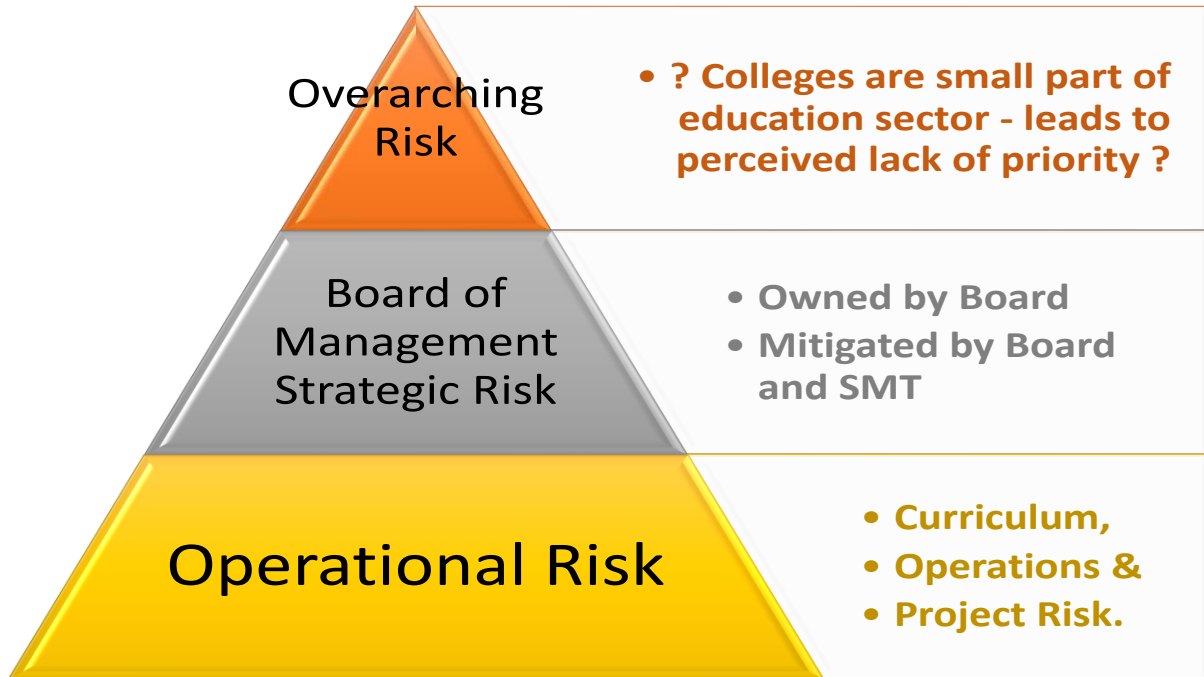 Overarching
Risk
• ? Colleges are small part of
education sector - leads to
perceived lack of priority ?
Board of
Management
Strategic Risk
• Owned by Board
• Mitigated by Board
and SMT
Operational Risk
• Curriculum,
• Operations &
• Project Risk.